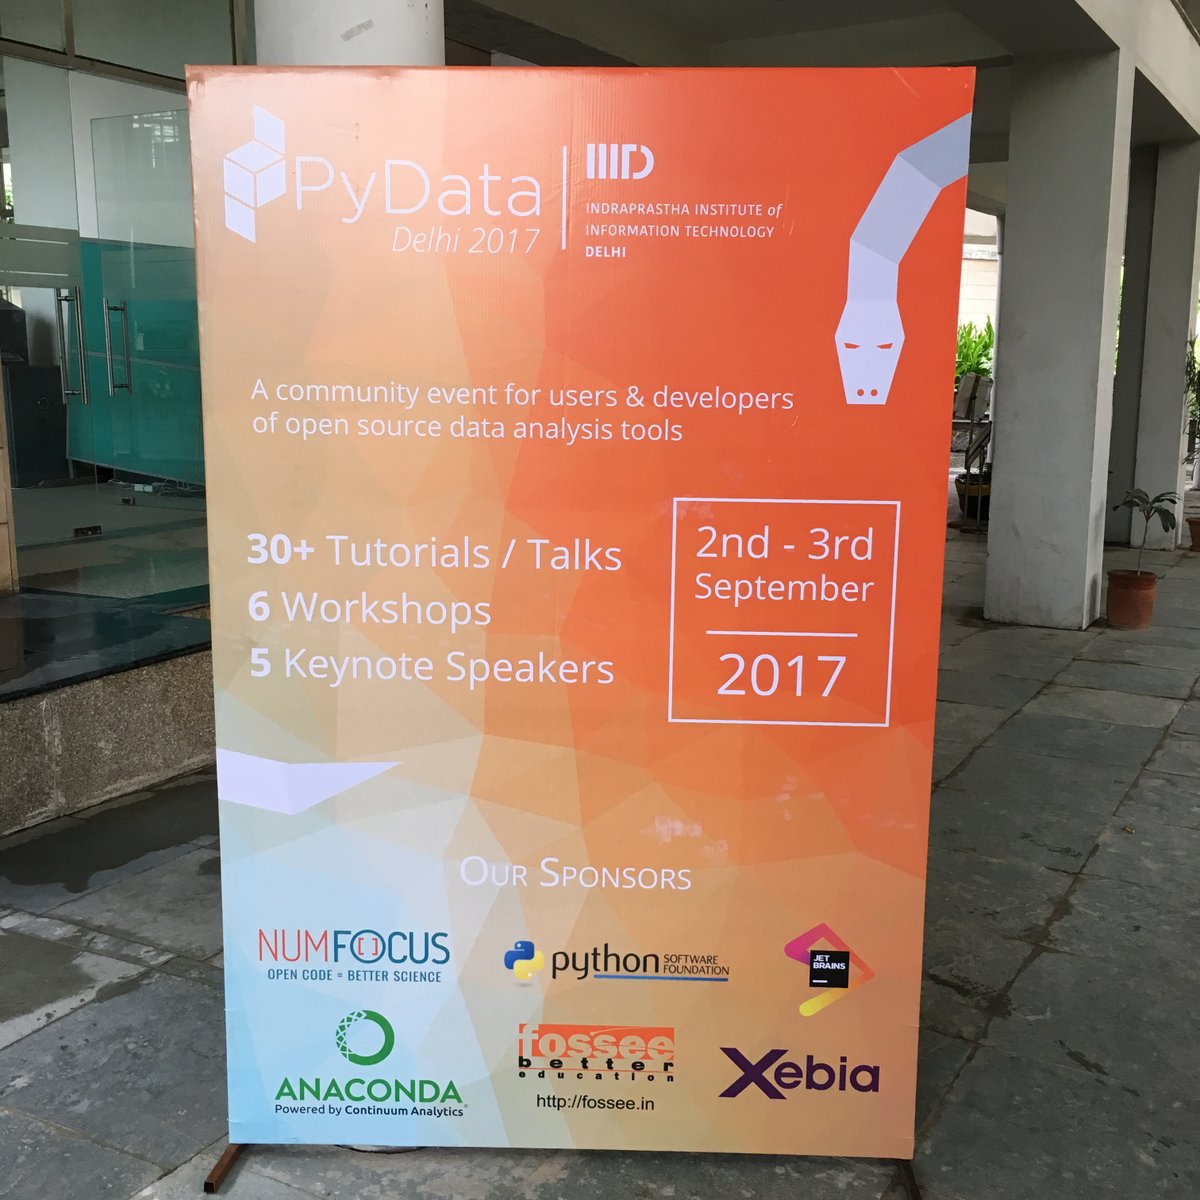 PyData
Delhi 2017
IIITD
INDRAPRASTHA INSTITUTE of
INFORMATION TECHNOLOGY
DELHI
A community event for users & developers
of open source data analysis tools
30+ Tutorials / Talks
6 Workshops
5 Keynote Speakers
2nd - 3rd
September
2017
OUR SPONSORS
NUMFOCUS
OPEN CODE = BETTER SCIENCE
python SOFTWARE
FOUNDATION
JET
BRAINS
ANACONDA
Powered by Continuum Analytics
fossee
better
education
http://fossee.in
Xebia